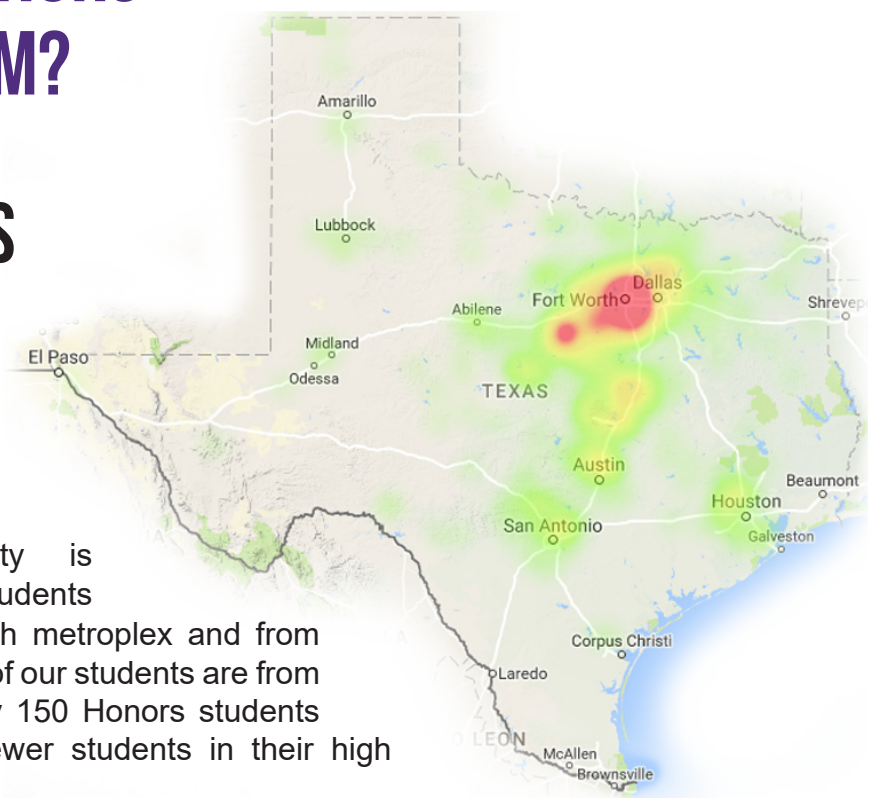 M?
S
Amarillo
Lubbock
Dallas
Fort Worth
Abilene
Shrevep
Midland
El Paso
Odessa
TEXAS
Austin
Beaumont
Houston
San Antonio
Galveston
ty is
udents
h metroplex and from
of our students are from
y 150 Honors students
ewer students in their high
Corpus Christi
Laredo
O LEON
McAllen
Brownsville